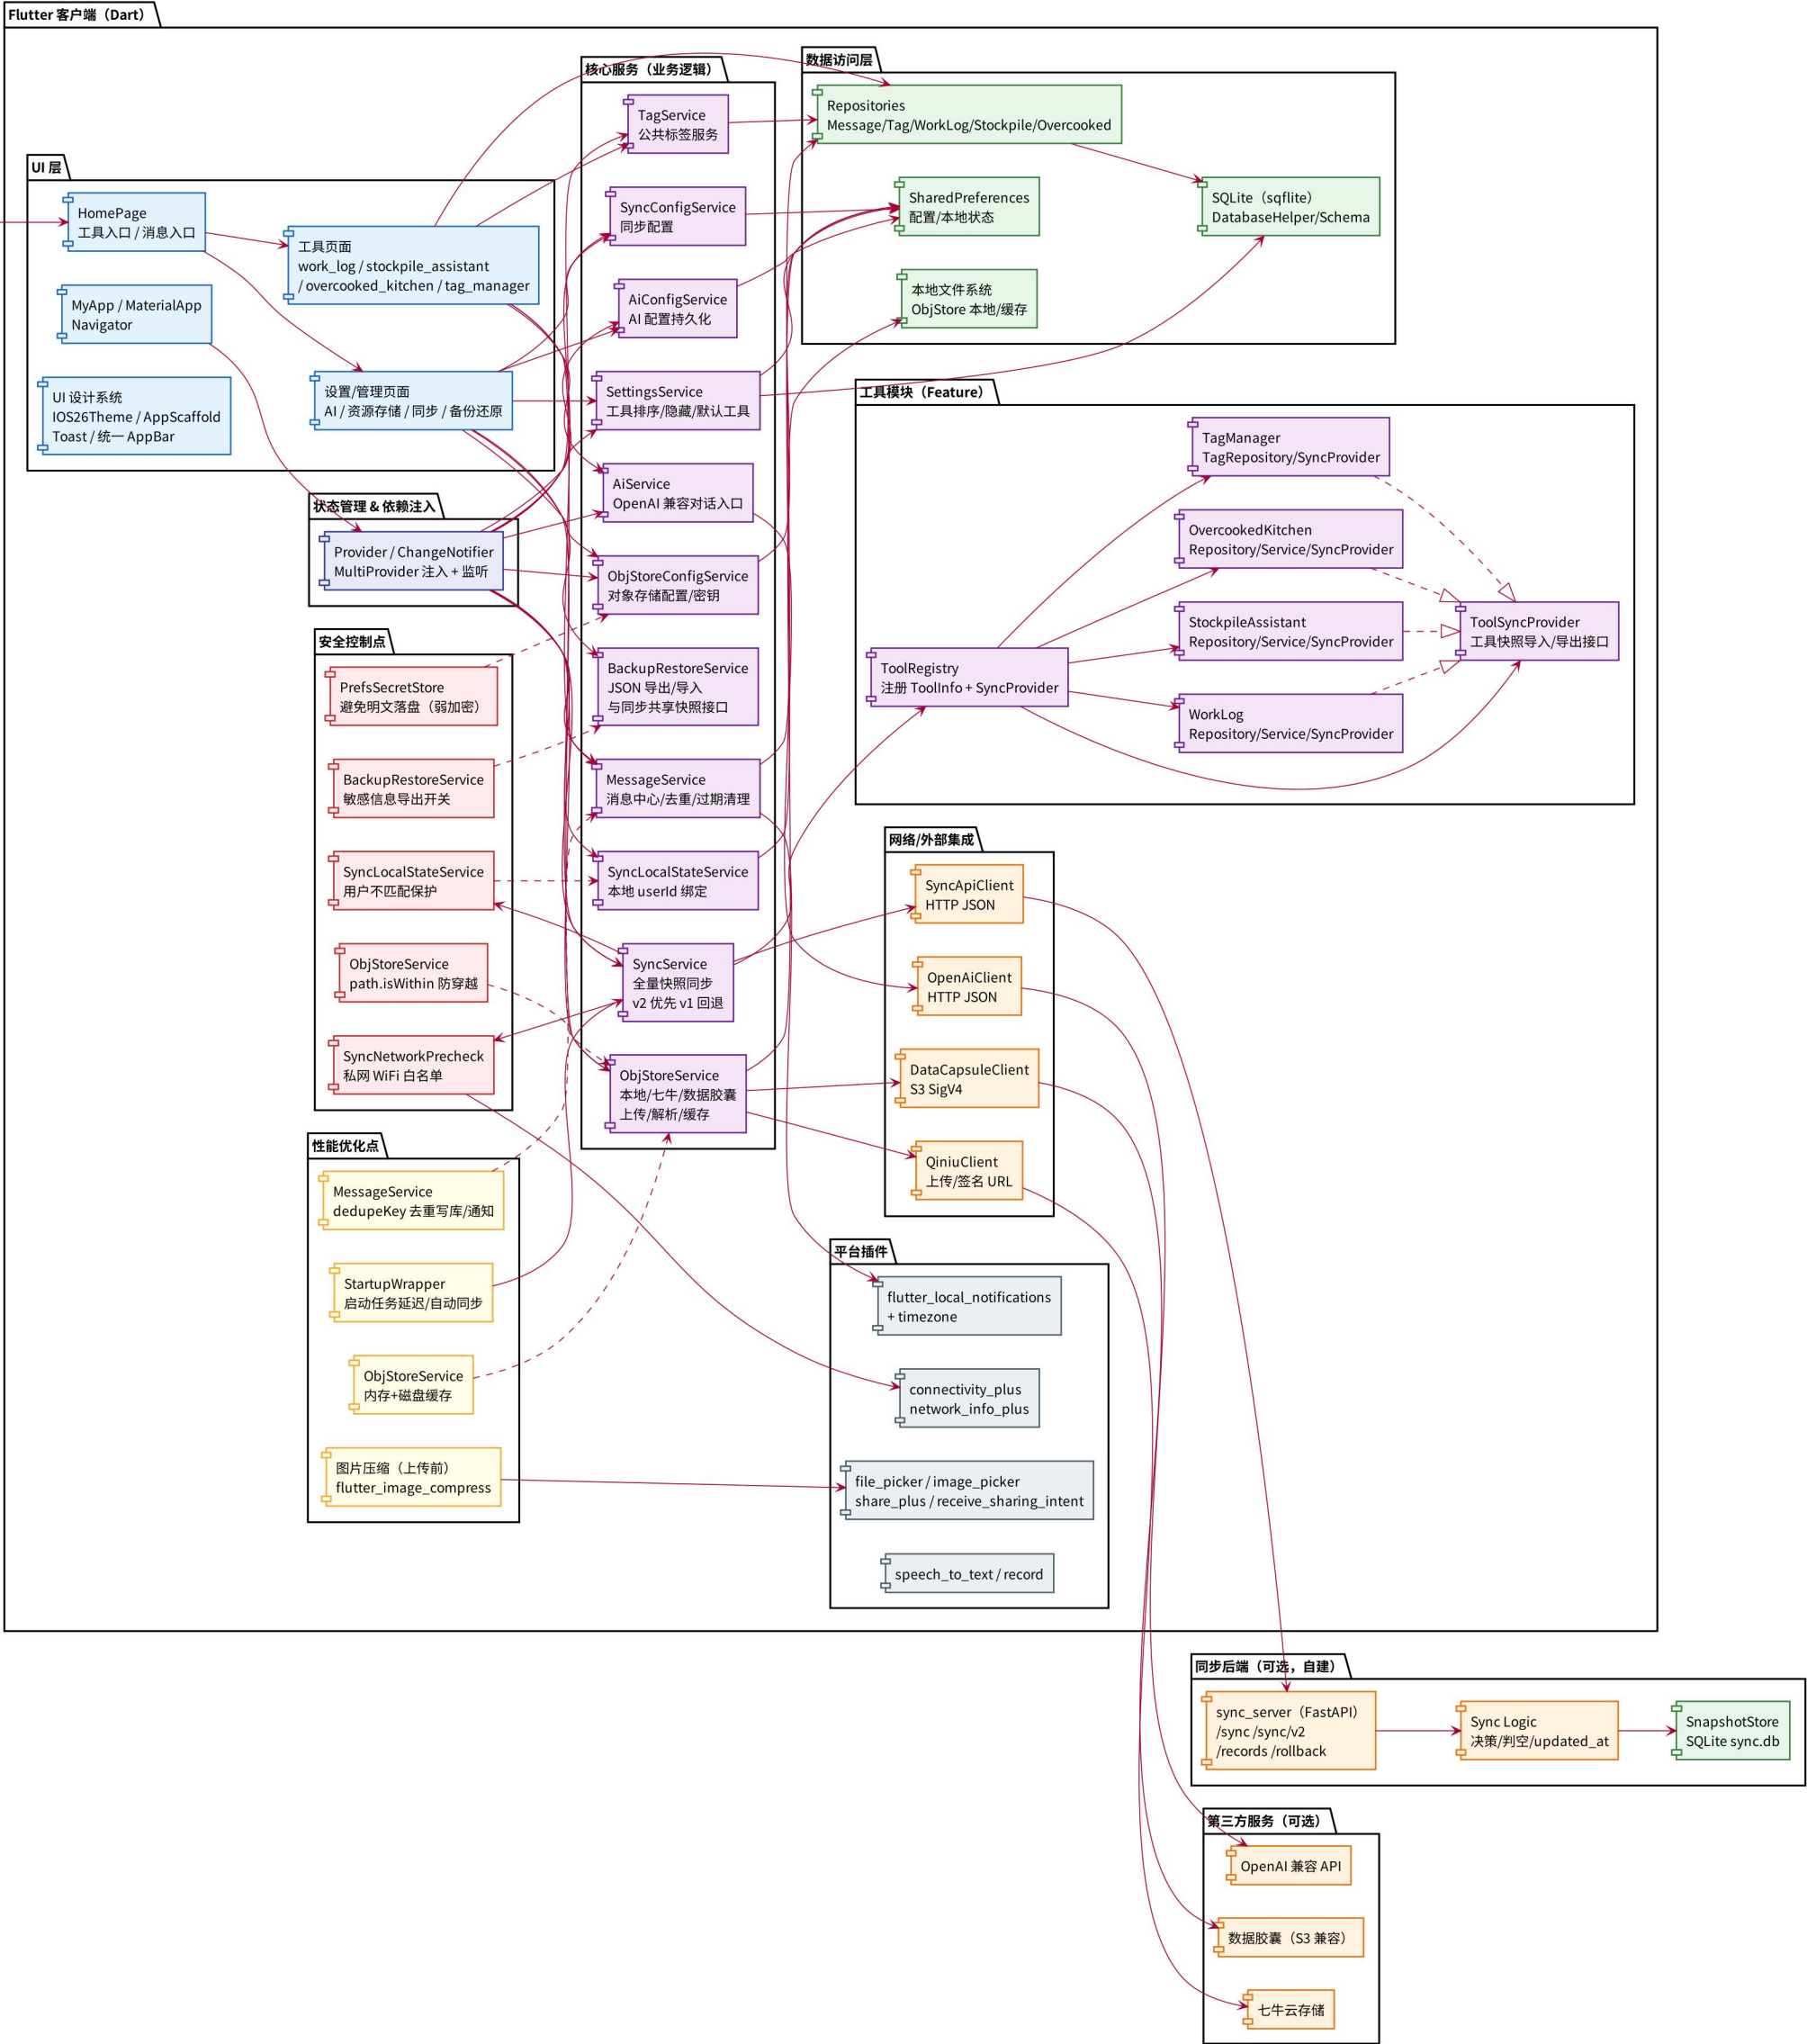 Flutter 客户端（Dart）
UI 层
HomePage
工具入口 / 消息入口
MyApp / MaterialApp
Navigator
UI 设计系统
IOS26Theme / AppScaffold
Toast / 统一 AppBar
工具页面
work_log / stockpile_assistant
/ overcooked_kitchen / tag_manager
设置/管理页面
AI / 资源存储 / 同步 / 备份还原
状态管理 & 依赖注入
Provider / ChangeNotifier
MultiProvider 注入 + 监听
安全控制点
PrefsSecretStore
避免明文落盘（弱加密）
BackupRestoreService
敏感信息导出开关
SyncLocalStateService
用户不匹配保护
ObjStoreService
path.isWithin 防穿越
SyncNetworkPrecheck
私网 WiFi 白名单
性能优化点
MessageService
dedupeKey 去重写库/通知
StartupWrapper
启动任务延迟/自动同步
ObjStoreService
内存+磁盘缓存
图片压缩（上传前）
flutter_image_compress
核心服务（业务逻辑）
TagService
公共标签服务
SyncConfigService
同步配置
AiConfigService
AI 配置持久化
SettingsService
工具排序/隐藏/默认工具
AiService
OpenAI 兼容对话入口
ObjStoreConfigService
对象存储配置/密钥
BackupRestoreService
JSON 导出/导入
与同步共享快照接口
MessageService
消息中心/去重/过期清理
SyncLocalStateService
本地 userId 绑定
SyncService
全量快照同步
v2 优先 v1 回退
ObjStoreService
本地/七牛/数据胶囊
上传/解析/缓存
数据访问层
Repositories
Message/Tag/WorkLog/Stockpile/Overcooked
SharedPreferences
配置/本地状态
本地文件系统
ObjStore 本地/缓存
SQLite（sqflite）
DatabaseHelper/Schema
工具模块（Feature）
TagManager
TagRepository/SyncProvider
OvercookedKitchen
Repository/Service/SyncProvider
StockpileAssistant
Repository/Service/SyncProvider
WorkLog
Repository/Service/SyncProvider
ToolRegistry
注册 ToolInfo + SyncProvider
ToolSyncProvider
工具快照导入/导出接口
网络/外部集成
SyncApiClient
HTTP JSON
OpenAiClient
HTTP JSON
DataCapsuleClient
S3 SigV4
QiniuClient
上传/签名 URL
平台插件
flutter_local_notifications
+ timezone
connectivity_plus
network_info_plus
file_picker / image_picker
share_plus / receive_sharing_intent
speech_to_text / record
同步后端（可选，自建）
sync_server（FastAPI）
/sync /sync/v2
/records /rollback
Sync Logic
决策/判空/updated_at
SnapshotStore
SQLite sync.db
第三方服务（可选）
OpenAI 兼容 API
数据胶囊（S3 兼容）
七牛云存储